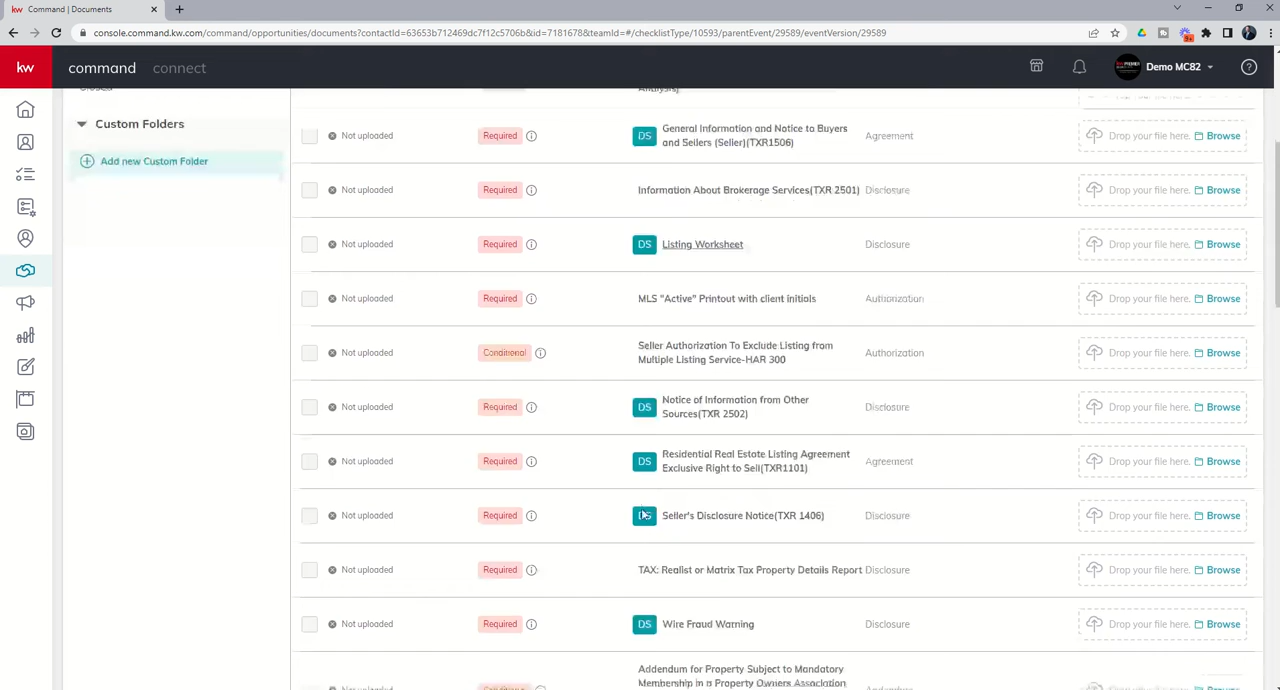 kw Command | Documents
console.command.kw.com/command/opportunities/documents?contactId=63653b712469dc7f12c5706b&id=7181678&teamId=#/checklistType/10593/parentEvent/29589/eventVersion/29589
9+
kw command connect Demo MC82
Closed
Custom Folders
Add new Custom Folder
Analysis)
Not uploaded Required DS General Information and Notice to Buyers
and Sellers (Seller)(TXR1506) Agreement Drop your file here. Browse
Not uploaded Required Information About Brokerage Services(TXR 2501) Disclosure Drop your file here. Browse
Not uploaded Required DS Listing Worksheet Disclosure Drop your file here. Browse
Not uploaded Required MLS "Active" Printout with client initials Authorization Drop your file here. Browse
Not uploaded Conditional Seller Authorization To Exclude Listing from
Multiple Listing Service-HAR 300 Authorization Drop your file here. Browse
Not uploaded Required DS Notice of Information from Other
Sources(TXR 2502) Disclosure Drop your file here. Browse
Not uploaded Required DS Residential Real Estate Listing Agreement
Exclusive Right to Sell(TXR1101) Agreement Drop your file here. Browse
Not uploaded Required DS Seller's Disclosure Notice(TXR 1406) Disclosure Drop your file here. Browse
Not uploaded Required TAX: Realist or Matrix Tax Property Details Report Disclosure Drop your file here. Browse
Not uploaded Required DS Wire Fraud Warning Disclosure Drop your file here. Browse
Addendum for Property Subject to Mandatory
Not uploaded Conditional Membership in a Property Owners Association Addendum Drop your file here. Browse